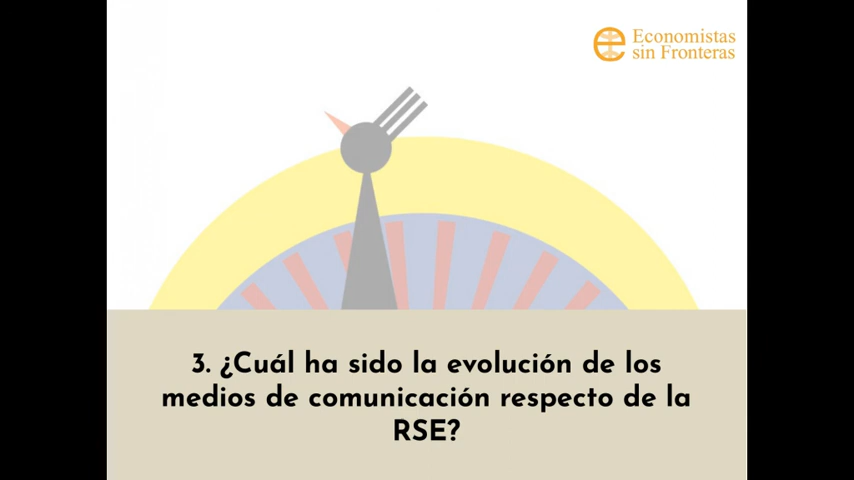 Economistas
sin Fronteras
3. ¿Cuál ha sido la evolución de los
medios de comunicación respecto de la
RSE?